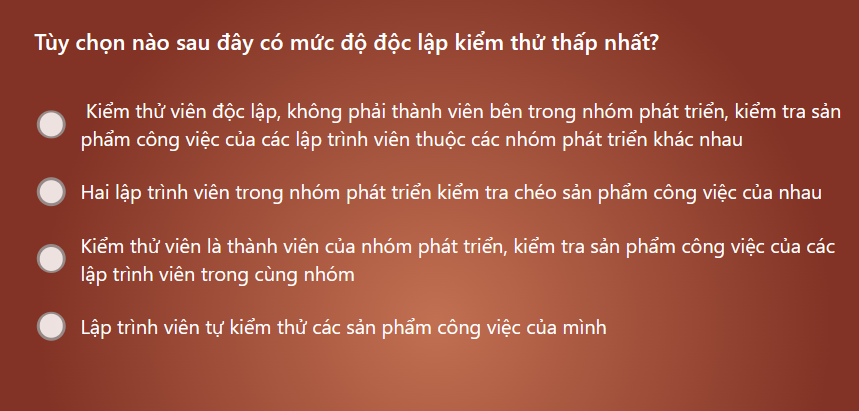 Tùy chọn nào sau đây có mức độ độc lập kiểm thử thấp nhất?
Kiểm thử viên độc lập, không phải thành viên bên trong nhóm phát triển, kiểm tra sản
phẩm công việc của các lập trình viên thuộc các nhóm phát triển khác nhau
Hai lập trình viên trong nhóm phát triển kiểm tra chéo sản phẩm công việc của nhau
Kiểm thử viên là thành viên của nhóm phát triển, kiểm tra sản phẩm công việc của các
lập trình viên trong cùng nhóm
Lập trình viên tự kiểm thử các sản phẩm công việc của mình